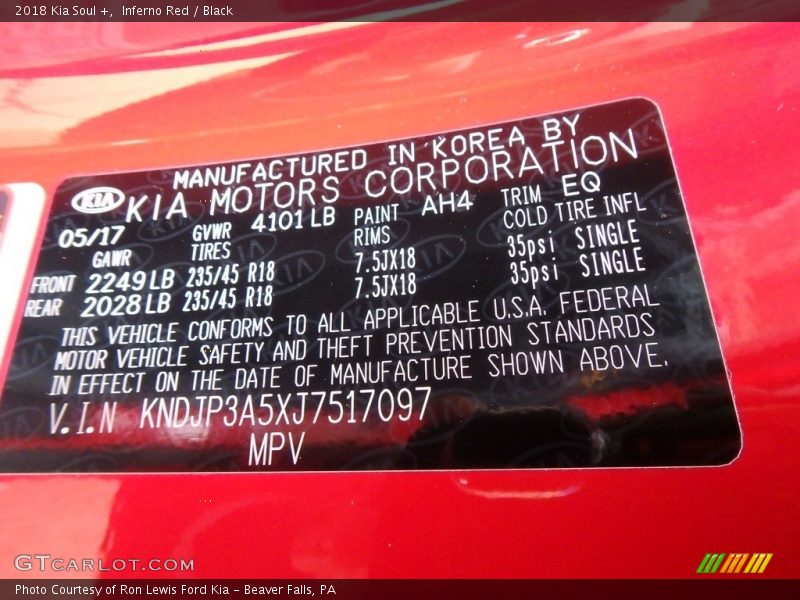 2018 Kia Soul +,  Inferno Red / Black
MANUFACTURED IN KOREA BY
KIA KIA MOTORS CORPORATION
05/17 GVWR 4101 LB PAINT AH4 TRIM EQ
GAWR TIRES RIMS COLD TIRE INFL
FRONT 2249 LB 235/45 R18 7.5JX18 35psi SINGLE
REAR 2028 LB 235/45 R18 7.5JX18 35psi SINGLE
THIS VEHICLE CONFORMS TO ALL APPLICABLE U.S.A. FEDERAL
MOTOR VEHICLE SAFETY AND THEFT PREVENTION STANDARDS
IN EFFECT ON THE DATE OF MANUFACTURE SHOWN ABOVE.
V.I.N KNDJP3A5XJ7517097
MPV
GTCARLOT.COM
Photo Courtesy of Ron Lewis Ford Kia - Beaver Falls, PA